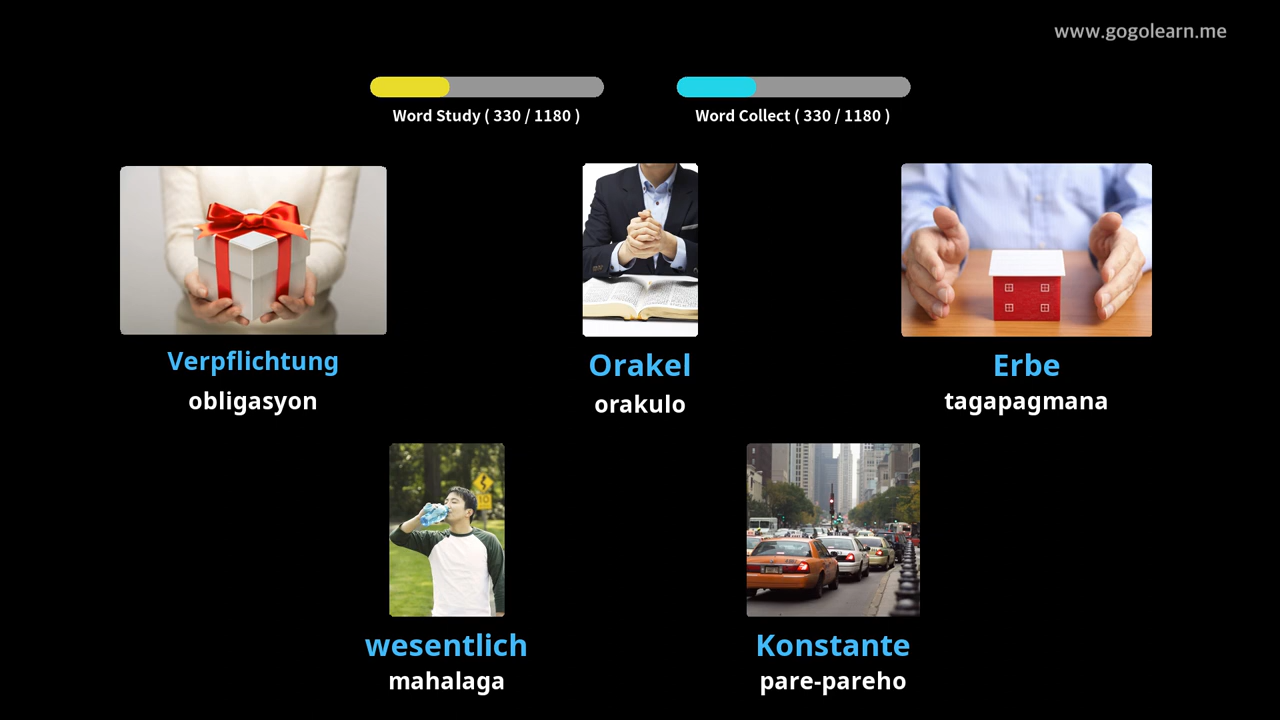 www.gogolearn.me
Word Study ( 330 / 1180 )
Word Collect ( 330 / 1180 )
Verpflichtung
obligasyon
Orakel
orakulo
Erbe
tagapagmana
wesentlich
mahalaga
Konstante
pare-pareho